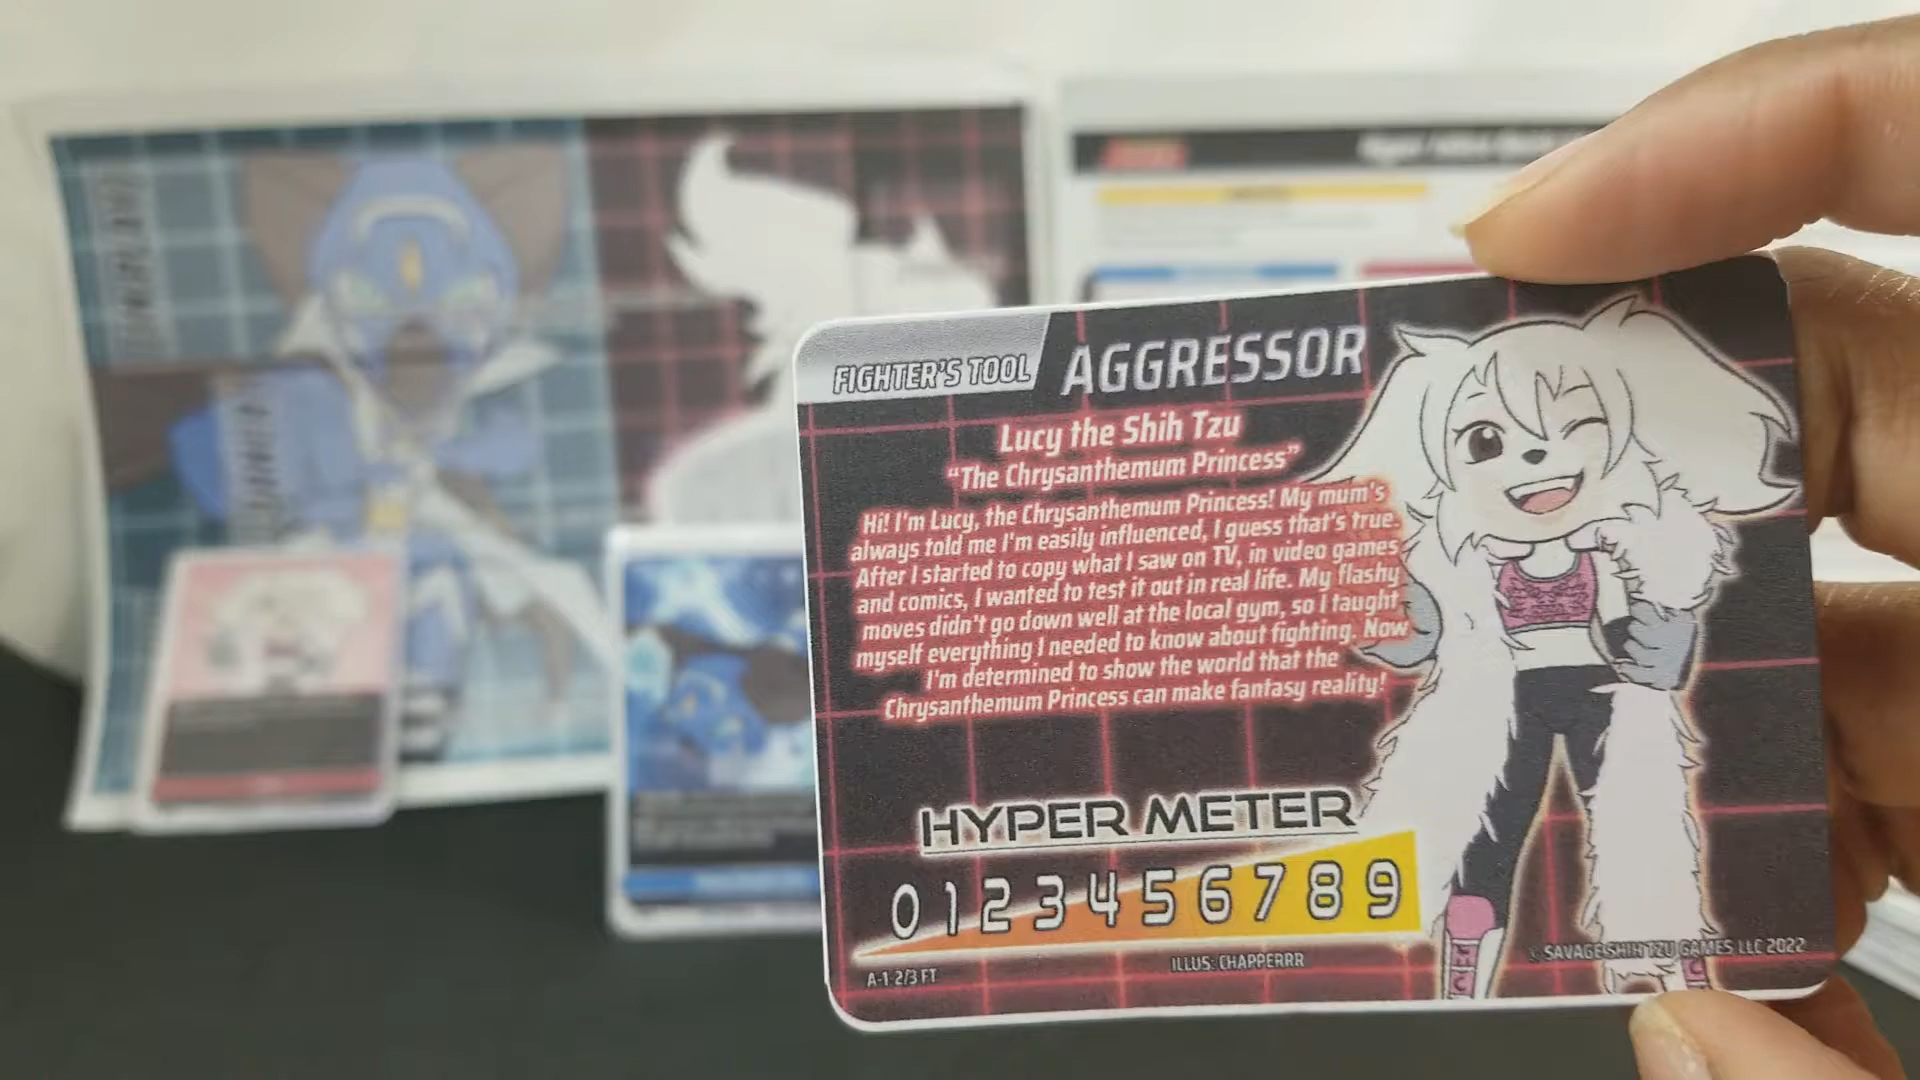 FIGHTER'S TOOL
AGGRESSOR
Lucy the Shih Tzu
“The Chrysanthemum Princess”
Hi! I'm Lucy, the Chrysanthemum Princess! My mum's
always told me I'm easily influenced, I guess that's true.
After I started to copy what I saw on TV, in video games
and comics, I wanted to test it out in real life. My flashy
moves didn't go down well at the local gym, so I taught
myself everything I needed to know about fighting. Now
I'm determined to show the world that the
Chrysanthemum Princess can make fantasy reality!
HYPER METER
0 1 2 3 4 5 6 7 8 9
A-1-2/3 FT
ILLUS: CHAPPERRR
© SAVAGE SHIH TZU GAMES LLC 2022